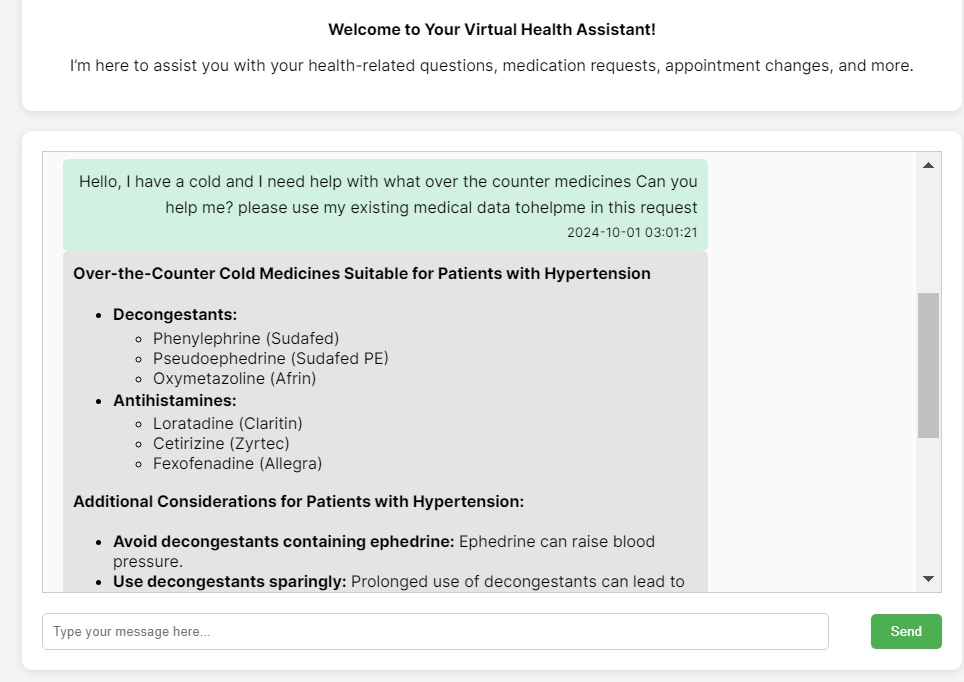 Welcome to Your Virtual Health Assistant!
I’m here to assist you with your health-related questions, medication requests, appointment changes, and more.
Hello, I have a cold and I need help with what over the counter medicines Can you
help me? please use my existing medical data tohelpme in this request
2024-10-01 03:01:21
Over-the-Counter Cold Medicines Suitable for Patients with Hypertension
• Decongestants:
◦ Phenylephrine (Sudafed)
◦ Pseudoephedrine (Sudafed PE)
◦ Oxymetazoline (Afrin)
• Antihistamines:
◦ Loratadine (Claritin)
◦ Cetirizine (Zyrtec)
◦ Fexofenadine (Allegra)
Additional Considerations for Patients with Hypertension:
• Avoid decongestants containing ephedrine: Ephedrine can raise blood
pressure.
• Use decongestants sparingly: Prolonged use of decongestants can lead to
Type your message here...
Send